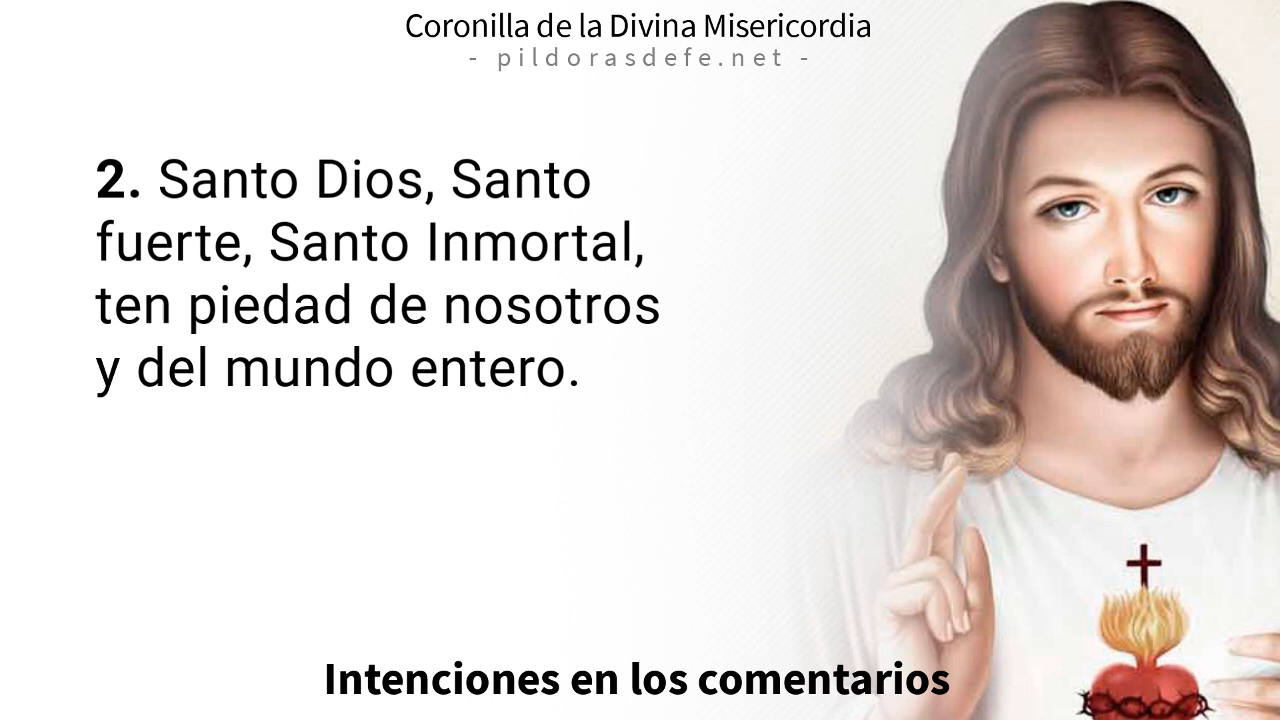 Coronilla de la Divina Misericordia
- pildorasdefe.net -
2. Santo Dios, Santo
fuerte, Santo Inmortal,
ten piedad de nosotros
y del mundo entero.
Intenciones en los comentarios